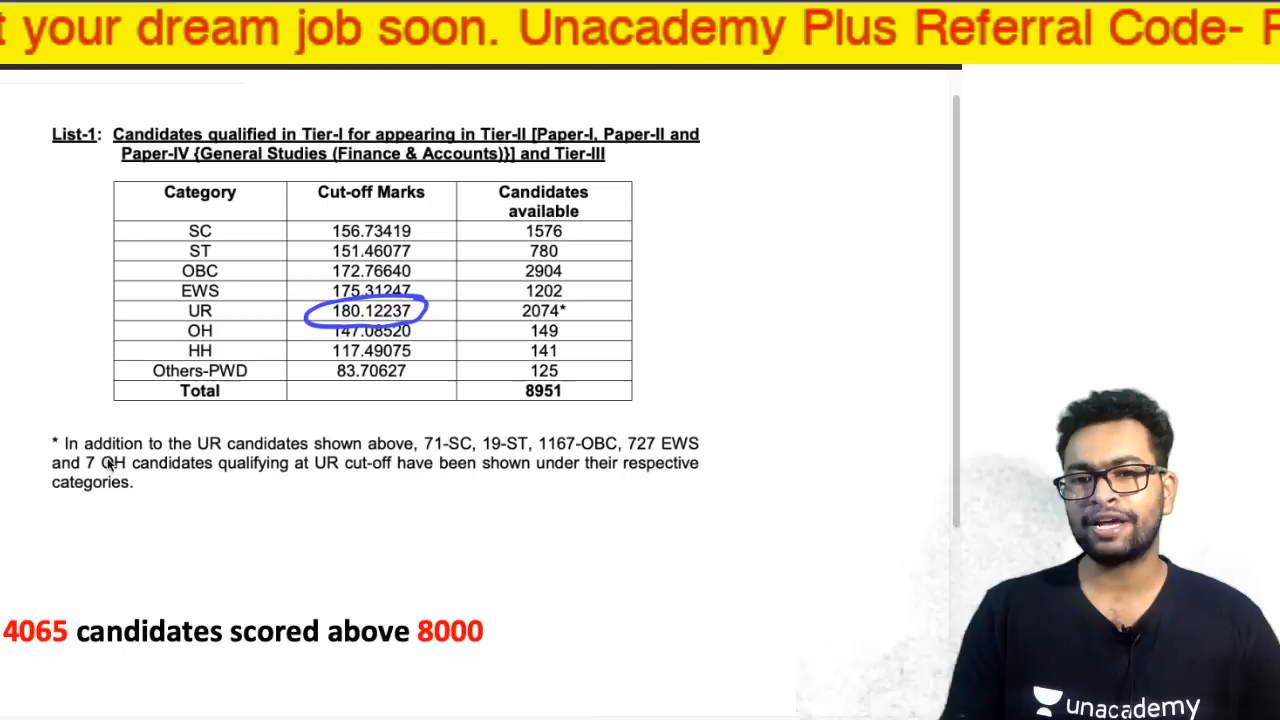 t your dream job soon. Unacademy Plus Referral Code-
List-1: Candidates qualified in Tier-I for appearing in Tier-II [Paper-I, Paper-II and
Paper-IV {General Studies (Finance & Accounts)}] and Tier-III
Category Cut-off Marks Candidates available
SC 156.73419 1576
ST 151.46077 780
OBC 172.76640 2904
EWS 175.31247 1202
UR 180.12237 2074*
OH 147.08520 149
HH 117.49075 141
Others-PWD 83.70627 125
Total 8951
* In addition to the UR candidates shown above, 71-SC, 19-ST, 1167-OBC, 727 EWS
and 7 OH candidates qualifying at UR cut-off have been shown under their respective
categories.
4065 candidates scored above 8000
unacademy